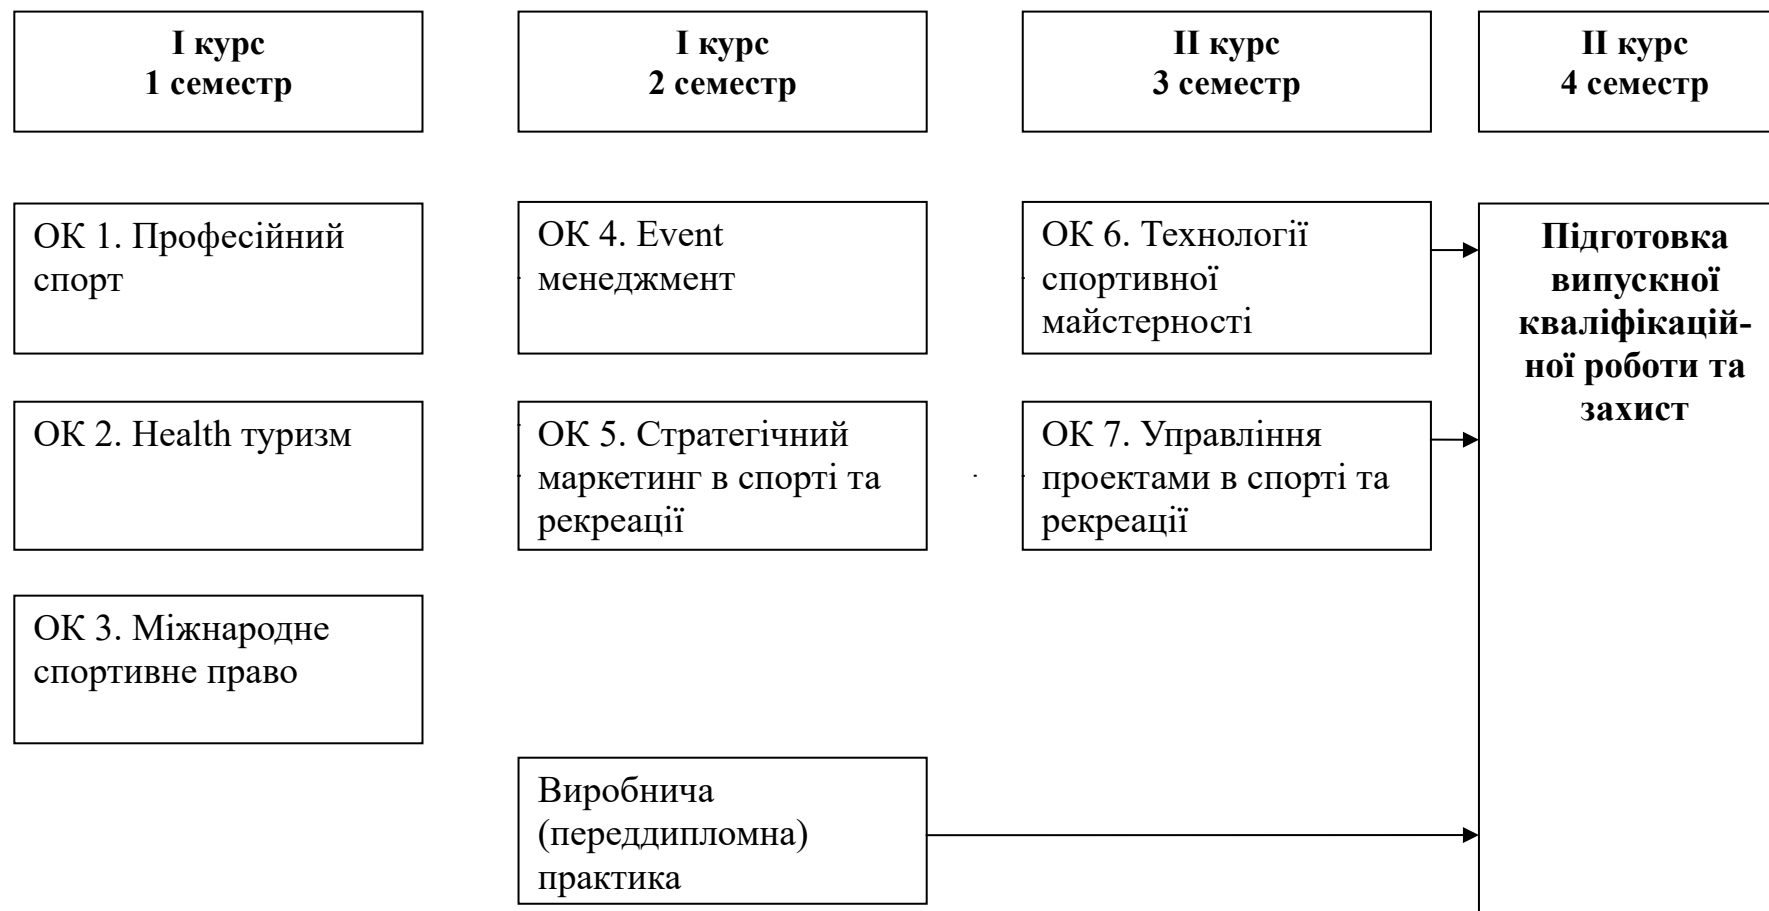 І курс
1 семестр
І курс
2 семестр
ІІ курс
3 семестр
ІІ курс
4 семестр
ОК 1. Професійний
спорт
ОК 4. Event
менеджмент
ОК 6. Технології
спортивної
майстерності
Підготовка
випускної
кваліфікацій-
ної роботи та
захист
ОК 2. Health туризм
ОК 5. Стратегічний
маркетинг в спорті та
рекреації
ОК 7. Управління
проектами в спорті та
рекреації
ОК 3. Міжнародне
спортивне право
Виробнича
(переддипломна)
практика